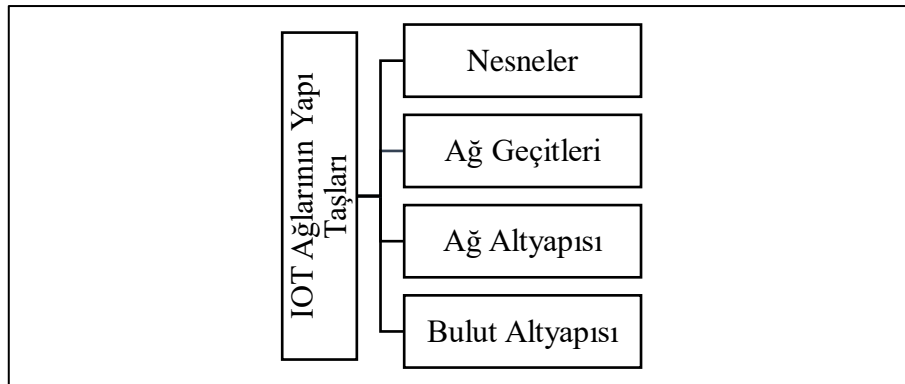 IOT Ağlarının Yapı
Taşları
Nesneler
Ağ Geçitleri
Ağ Altyapısı
Bulut Altyapısı